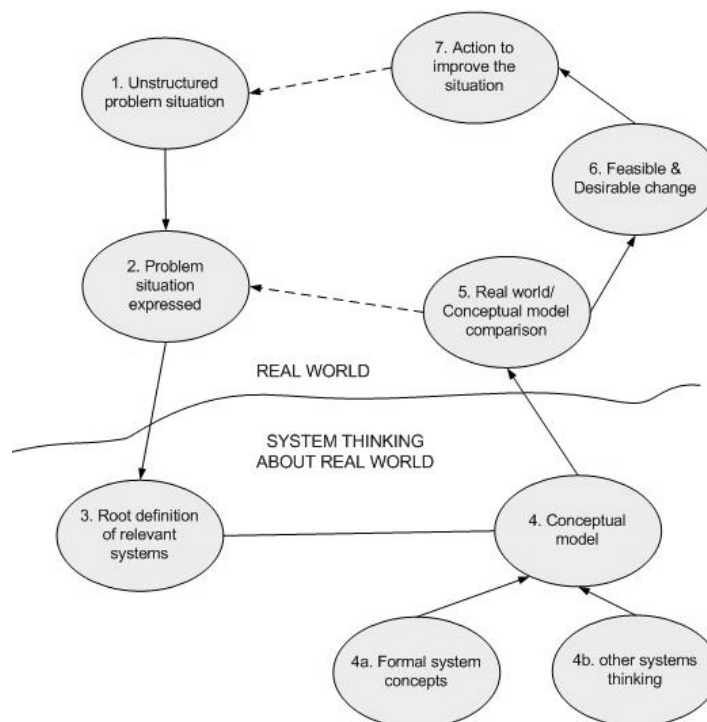 1. Unstructured
problem situation
7. Action to
improve the
situation
6. Feasible &
Desirable change
2. Problem
situation
expressed
5. Real world/
Conceptual model
comparison
REAL WORLD
SYSTEM THINKING
ABOUT REAL WORLD
3. Root definition
of relevant
systems
4. Conceptual
model
4a. Formal system
concepts
4b. other systems
thinking